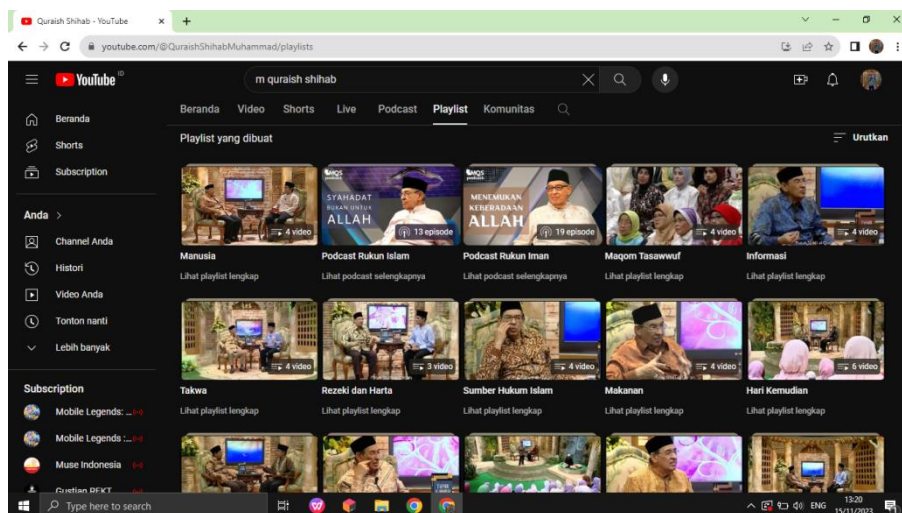 Quraish Shihab - YouTube
youtube.com/@QuraishShihabMuhammad/playlists
YouTube ID
m quraish shihab
Beranda Video Shorts Live Podcast Playlist Komunitas
Beranda
Shorts
Subscription
Anda
Channel Anda
Histori
Video Anda
Tonton nanti
Lebih banyak
Subscription
Mobile Legends: ...
Mobile Legends :...
Muse Indonesia
Gustian REKT
Playlist yang dibuat
Urutkan
4 video
MQS
SYAHADAT
BUKAN UNTUK
ALLAH
13 episode
MQS
MENEMUKAN
KEBERADAAN
ALLAH
19 episode
4 video
4 video
Manusia
Lihat playlist lengkap
Podcast Rukun Islam
Lihat podcast selengkapnya
Podcast Rukun Iman
Lihat podcast selengkapnya
Maqom Tasawwuf
Lihat playlist lengkap
Informasi
Lihat playlist lengkap
4 video
3 video
4 video
4 video
6 video
Takwa
Lihat playlist lengkap
Rezeki dan Harta
Lihat playlist lengkap
Sumber Hukum Islam
Lihat playlist lengkap
Makanan
Lihat playlist lengkap
Hari Kemudian
Lihat playlist lengkap
Type here to search
ENG
13:20
15/11/2023